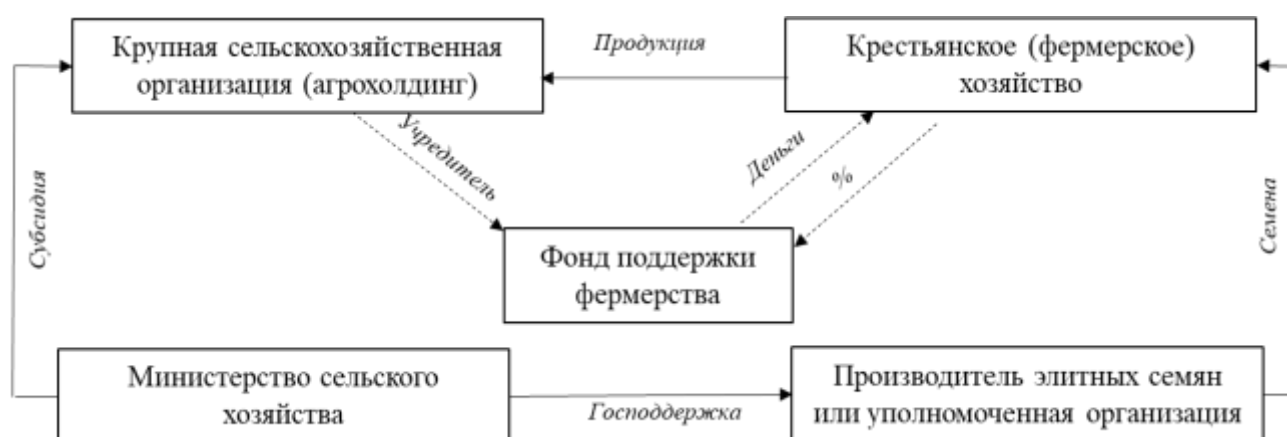 Крупная сельскохозяйственная
организация (агрохолдинг)
Продукция
Крестьянское (фермерское)
хозяйство
Учредитель
Деньги
%
Субсидия
Семена
Фонд поддержки
фермерства
Министерство сельского
хозяйства
Господдержка
Производитель элитных семян
или уполномоченная организация